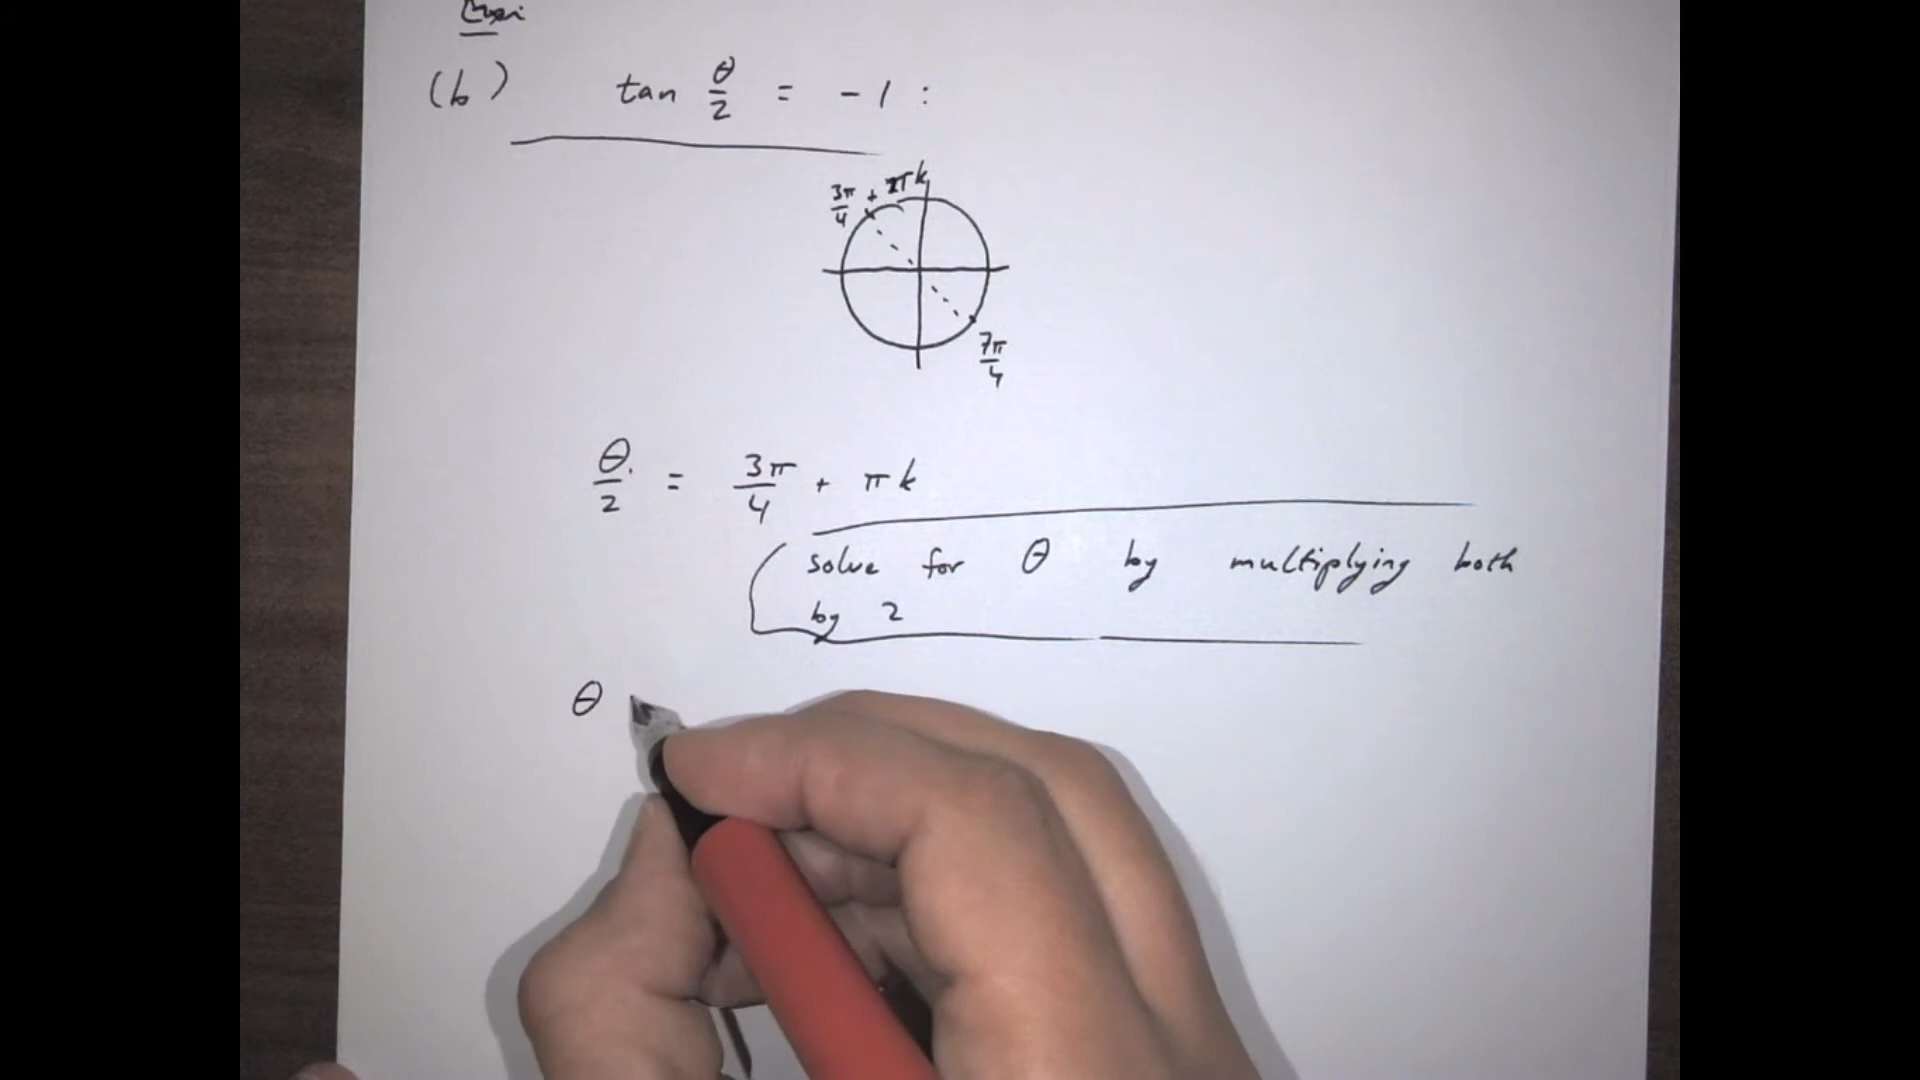 (b) tan θ/2 = -1 :
3π/4 + πk
7π/4
θ/2 = 3π/4 + πk
solve for θ by multiplying both
by 2
θ